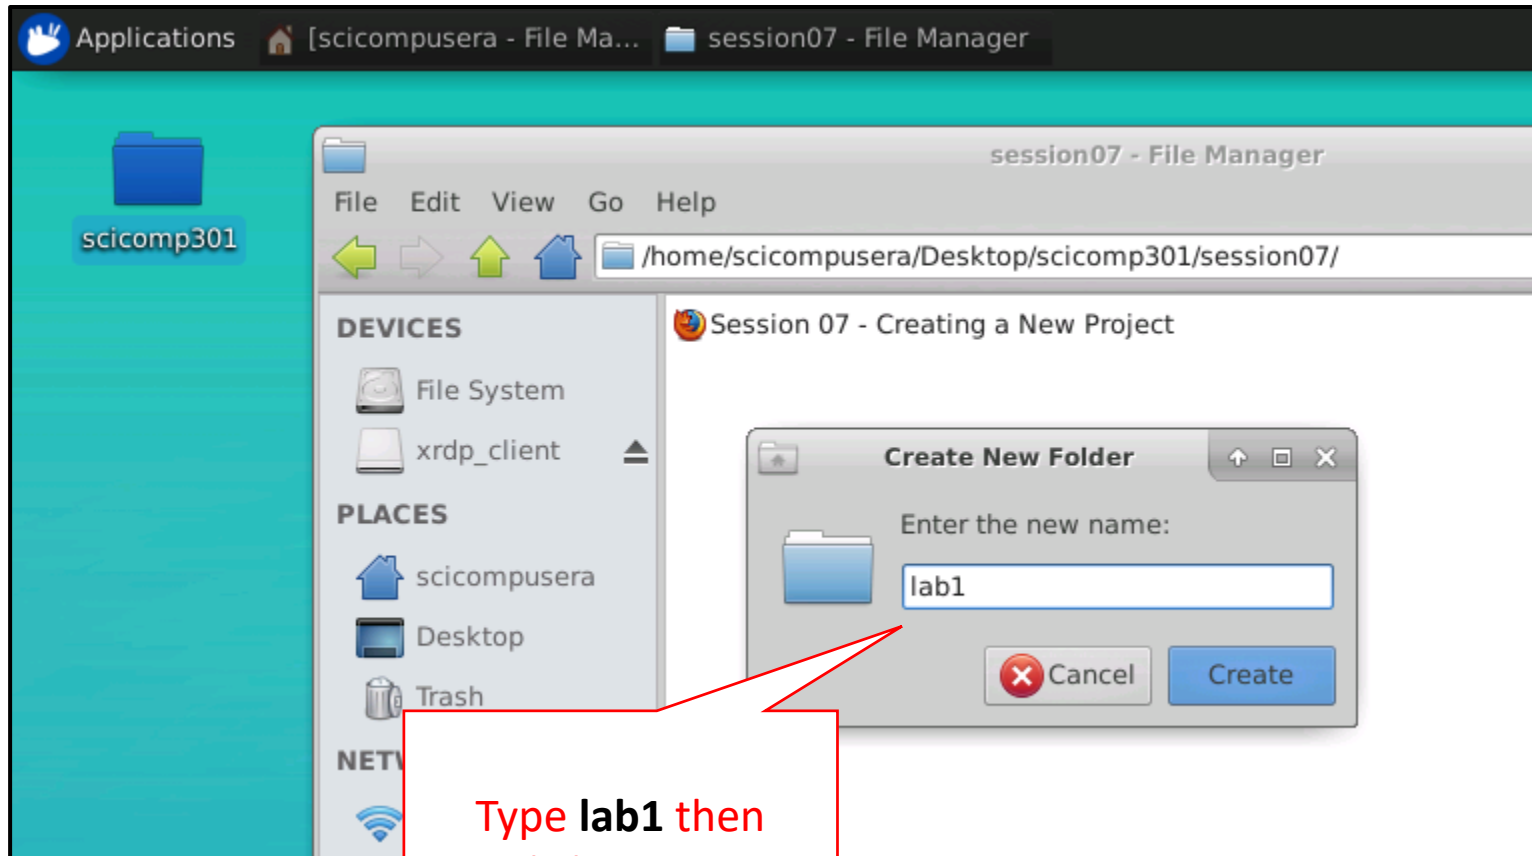 Applications
[scicompusera - File Ma...
session07 - File Manager
scicomp301
session07 - File Manager
File Edit View Go Help
/home/scicompusera/Desktop/scicomp301/session07/
DEVICES
File System
xrdp_client
PLACES
scicompusera
Desktop
Trash
Session 07 - Creating a New Project
Create New Folder
Enter the new name:
lab1
Cancel Create
Type lab1 then